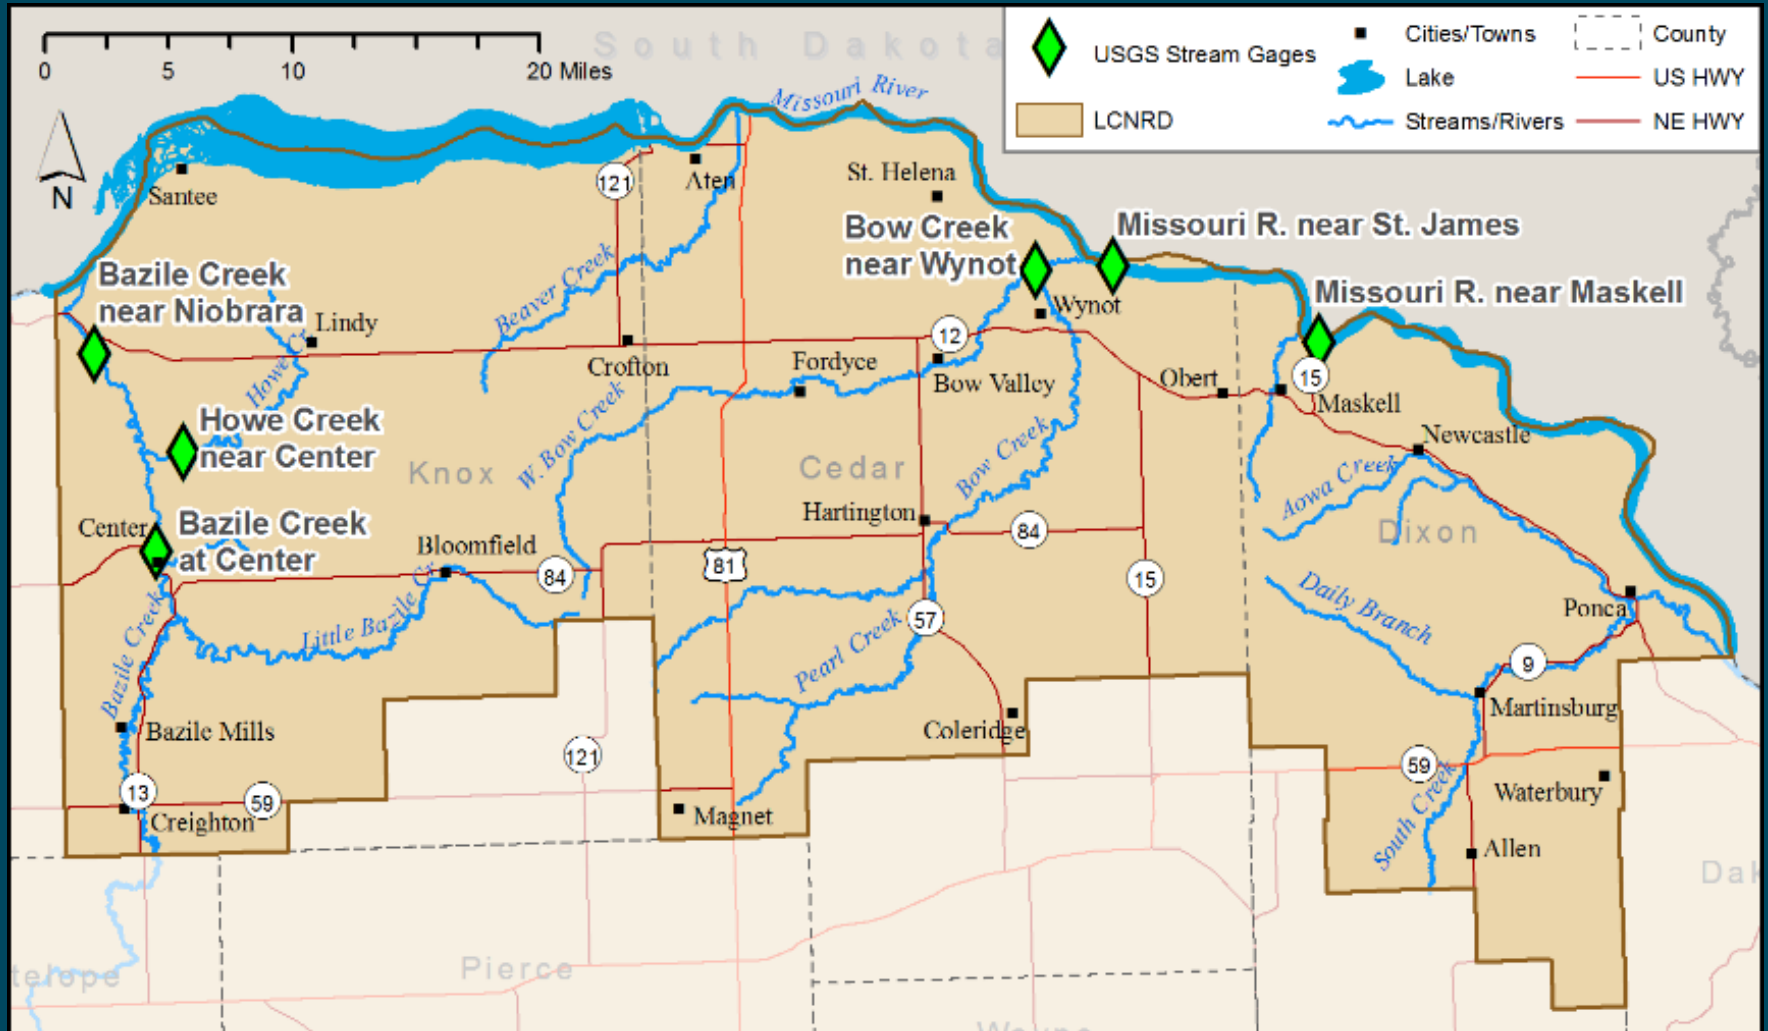 South Dakota
0 5 10 20 Miles
N
USGS Stream Gages
LCNRD
Cities/Towns
Lake
Streams/Rivers
County
US HWY
NE HWY
Missouri River
Santee
121
Aten
St. Helena
Bow Creek
near Wynot
Missouri R. near St. James
Missouri R. near Maskell
Bazile Creek
near Niobrara
Lindy
Howe Cr.
Beaver Creek
Crofton
Wynot
12
Fordyce
Bow Valley
Obert
15
Maskell
Newcastle
Howe Creek
near Center
Knox
W. Bow Creek
Cedar
Bow Creek
Aowa Creek
Dixon
Hartington
84
Center
Bazile Creek
at Center
Bloomfield
84
81
15
57
Little Bazile Cr.
Bazile Creek
Pearl Creek
Daily Branch
Ponca
9
Martinsburg
Bazile Mills
Coleridge
121
59
13
59
Creighton
Magnet
Waterbury
South Creek
Allen
Dak
telope
Pierce
Wayne